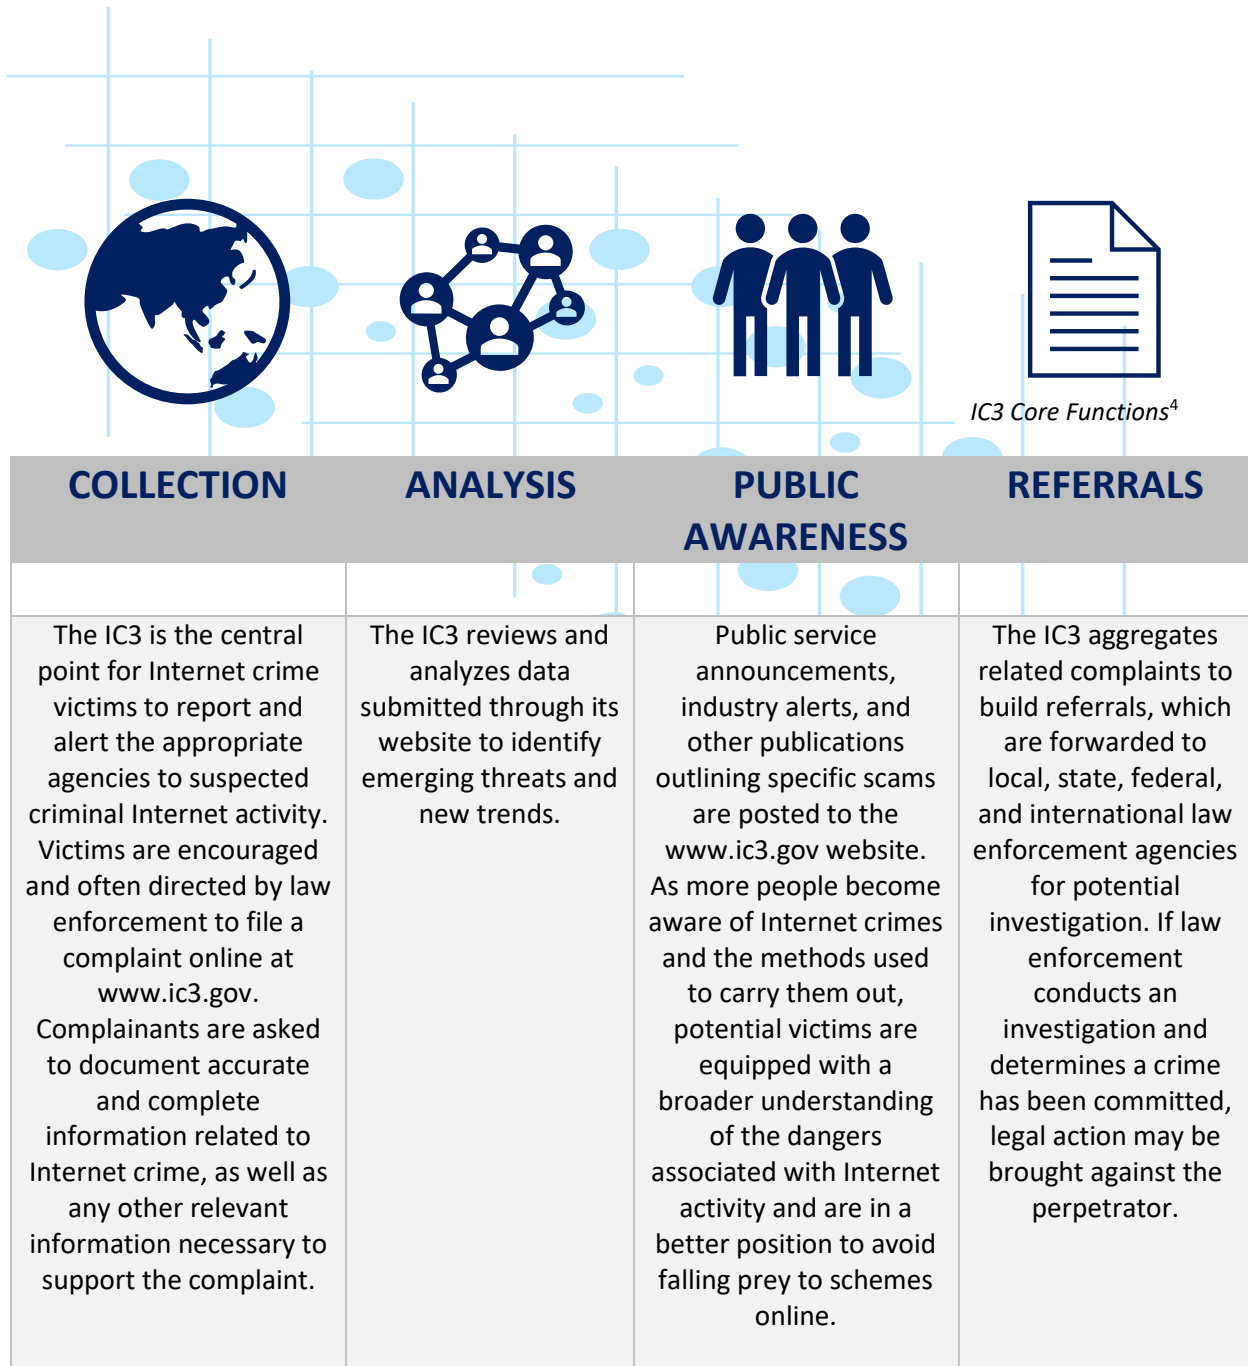 IC3 Core Functions4
COLLECTION
ANALYSIS
PUBLIC
AWARENESS
REFERRALS
The IC3 is the central
point for Internet crime
victims to report and
alert the appropriate
agencies to suspected
criminal Internet activity.
Victims are encouraged
and often directed by law
enforcement to file a
complaint online at
www.ic3.gov.
Complainants are asked
to document accurate
and complete
information related to
Internet crime, as well as
any other relevant
information necessary to
support the complaint.
The IC3 reviews and
analyzes data
submitted through its
website to identify
emerging threats and
new trends.
Public service
announcements,
industry alerts, and
other publications
outlining specific scams
are posted to the
www.ic3.gov website.
As more people become
aware of Internet crimes
and the methods used
to carry them out,
potential victims are
equipped with a
broader understanding
of the dangers
associated with Internet
activity and are in a
better position to avoid
falling prey to schemes
online.
The IC3 aggregates
related complaints to
build referrals, which
are forwarded to
local, state, federal,
and international law
enforcement agencies
for potential
investigation. If law
enforcement
conducts an
investigation and
determines a crime
has been committed,
legal action may be
brought against the
perpetrator.